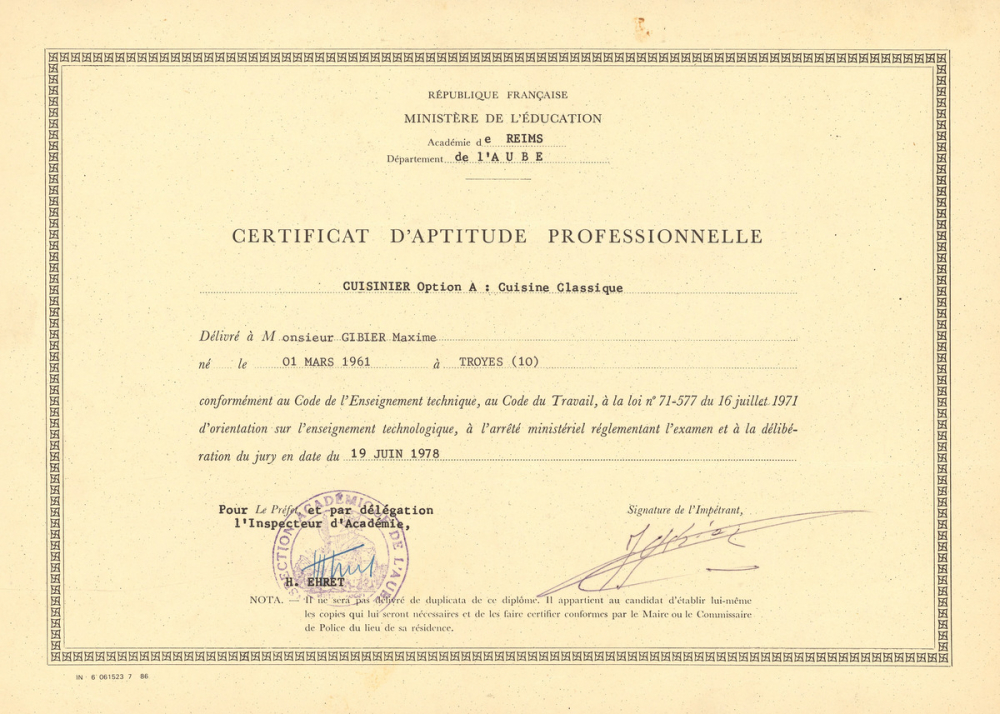 RÉPUBLIQUE FRANÇAISE
MINISTÈRE DE L'ÉDUCATION
Académie de REIMS
Département de l'AUBE
CERTIFICAT D'APTITUDE PROFESSIONNELLE
CUISINIER Option A : Cuisine Classique
Délivré à Monsieur GIBIER Maxime
né le 01 MARS 1961 à TROYES (10)
conformément au Code de l'Enseignement technique, au Code du Travail, à la loi n° 71-577 du 16 juillet 1971
d'orientation sur l'enseignement technologique, à l'arrêté ministériel réglementant l'examen et à la délibé-
ration du jury en date du 19 JUIN 1978
Pour Le Préfet et par délégation
l'Inspecteur d'Académie,
Signature de l'Impétrant,
INSPECTION ACADÉMIQUE DE L'AUBE
H. EHRET
NOTA. — Il ne sera pas délivré de duplicata de ce diplôme. Il appartient au candidat d'établir lui-même
les copies qui lui seront nécessaires et de les faire certifier conformes par le Maire ou le Commissaire
de Police du lieu de sa résidence.
IN 6 061523 7 86